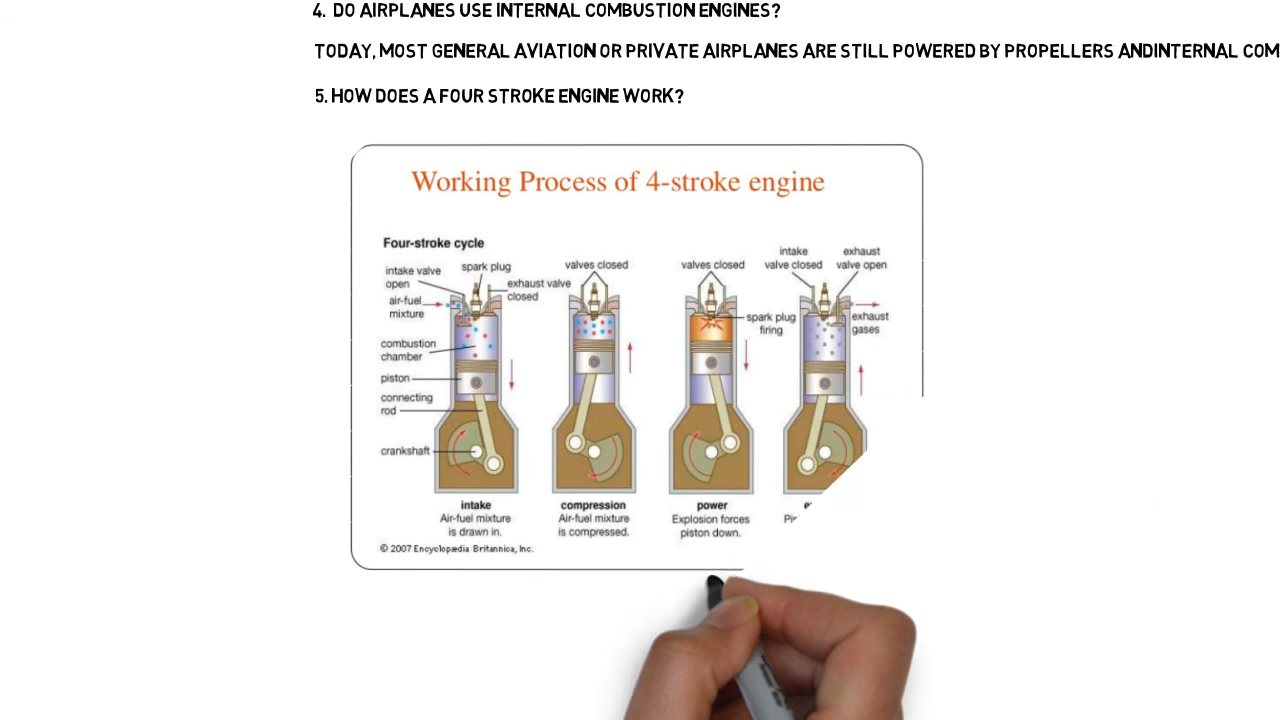 4. DO AIRPLANES USE INTERNAL COMBUSTION ENGINES?
TODAY, MOST GENERAL AVIATION OR PRIVATE AIRPLANES ARE STILL POWERED BY PROPELLERS ANDINTERNAL COM
5. HOW DOES A FOUR STROKE ENGINE WORK?
Working Process of 4-stroke engine
Four-stroke cycle
intake valve
open
spark plug
exhaust valve
closed
air-fuel
mixture
combustion
chamber
piston
connecting
rod
crankshaft
valves closed
valves closed
spark plug
firing
intake
valve closed
exhaust
valve open
exhaust
gases
intake
Air-fuel mixture
is drawn in.
compression
Air-fuel mixture
is compressed.
power
Explosion forces
piston down.
© 2007 Encyclopædia Britannica, Inc.